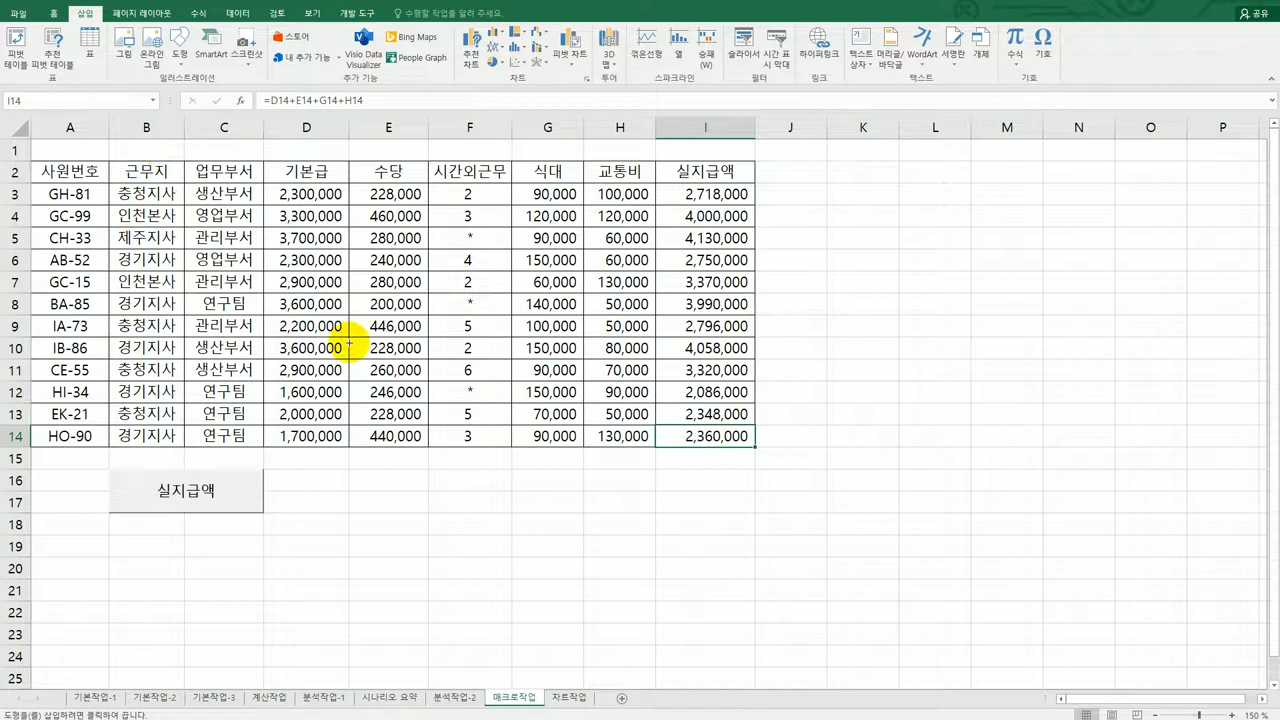 파일 홈 삽입 페이지 레이아웃 수식 데이터 검토 보기 개발 도구 수행할 작업을 알려 주세요. 공유
피벗 테이블 추천 피벗 테이블 표 그림 온라인 그림 도형 SmartArt 스크린샷 스토어 내 추가 기능 Visio Data Visualizer Bing Maps People Graph 추천 차트 피벗 차트 3D 맵 꺾은선형 열 승패 (W) 슬라이서 시간 표시 막대 하이퍼링크 텍스트 상자 머리글/바닥글 WordArt 서명란 개체 수식 기호
표 일러스트레이션 추가 기능 차트 투어 스파크라인 필터 링크 텍스트 기호
I14 fx =D14+E14+G14+H14
A B C D E F G H I J K L M N O P
1
2 사원번호 근무지 업무부서 기본급 수당 시간외근무 식대 교통비 실지급액
3 GH-81 충청지사 생산부서 2,300,000 228,000 2 90,000 100,000 2,718,000
4 GC-99 인천본사 영업부서 3,300,000 460,000 3 120,000 120,000 4,000,000
5 CH-33 제주지사 관리부서 3,700,000 280,000 * 90,000 60,000 4,130,000
6 AB-52 경기지사 영업부서 2,300,000 240,000 4 150,000 60,000 2,750,000
7 GC-15 인천본사 관리부서 2,900,000 280,000 2 60,000 130,000 3,370,000
8 BA-85 경기지사 연구팀 3,600,000 200,000 * 140,000 50,000 3,990,000
9 IA-73 충청지사 관리부서 2,200,000 446,000 5 100,000 50,000 2,796,000
10 IB-86 경기지사 생산부서 3,600,000 228,000 2 150,000 80,000 4,058,000
11 CE-55 충청지사 생산부서 2,900,000 260,000 6 90,000 70,000 3,320,000
12 HI-34 경기지사 연구팀 1,600,000 246,000 * 150,000 90,000 2,086,000
13 EK-21 충청지사 연구팀 2,000,000 228,000 5 70,000 50,000 2,348,000
14 HO-90 경기지사 연구팀 1,700,000 440,000 3 90,000 130,000 2,360,000
15
16
실지급액
17
18
19
20
21
22
23
24
25
기본작업-1 기본작업-2 기본작업-3 계산작업 분석작업-1 시나리오 요약 분석작업-2 매크로작업 차트작업
도형을(를) 삽입하려면 클릭하여 끕니다. 150 %